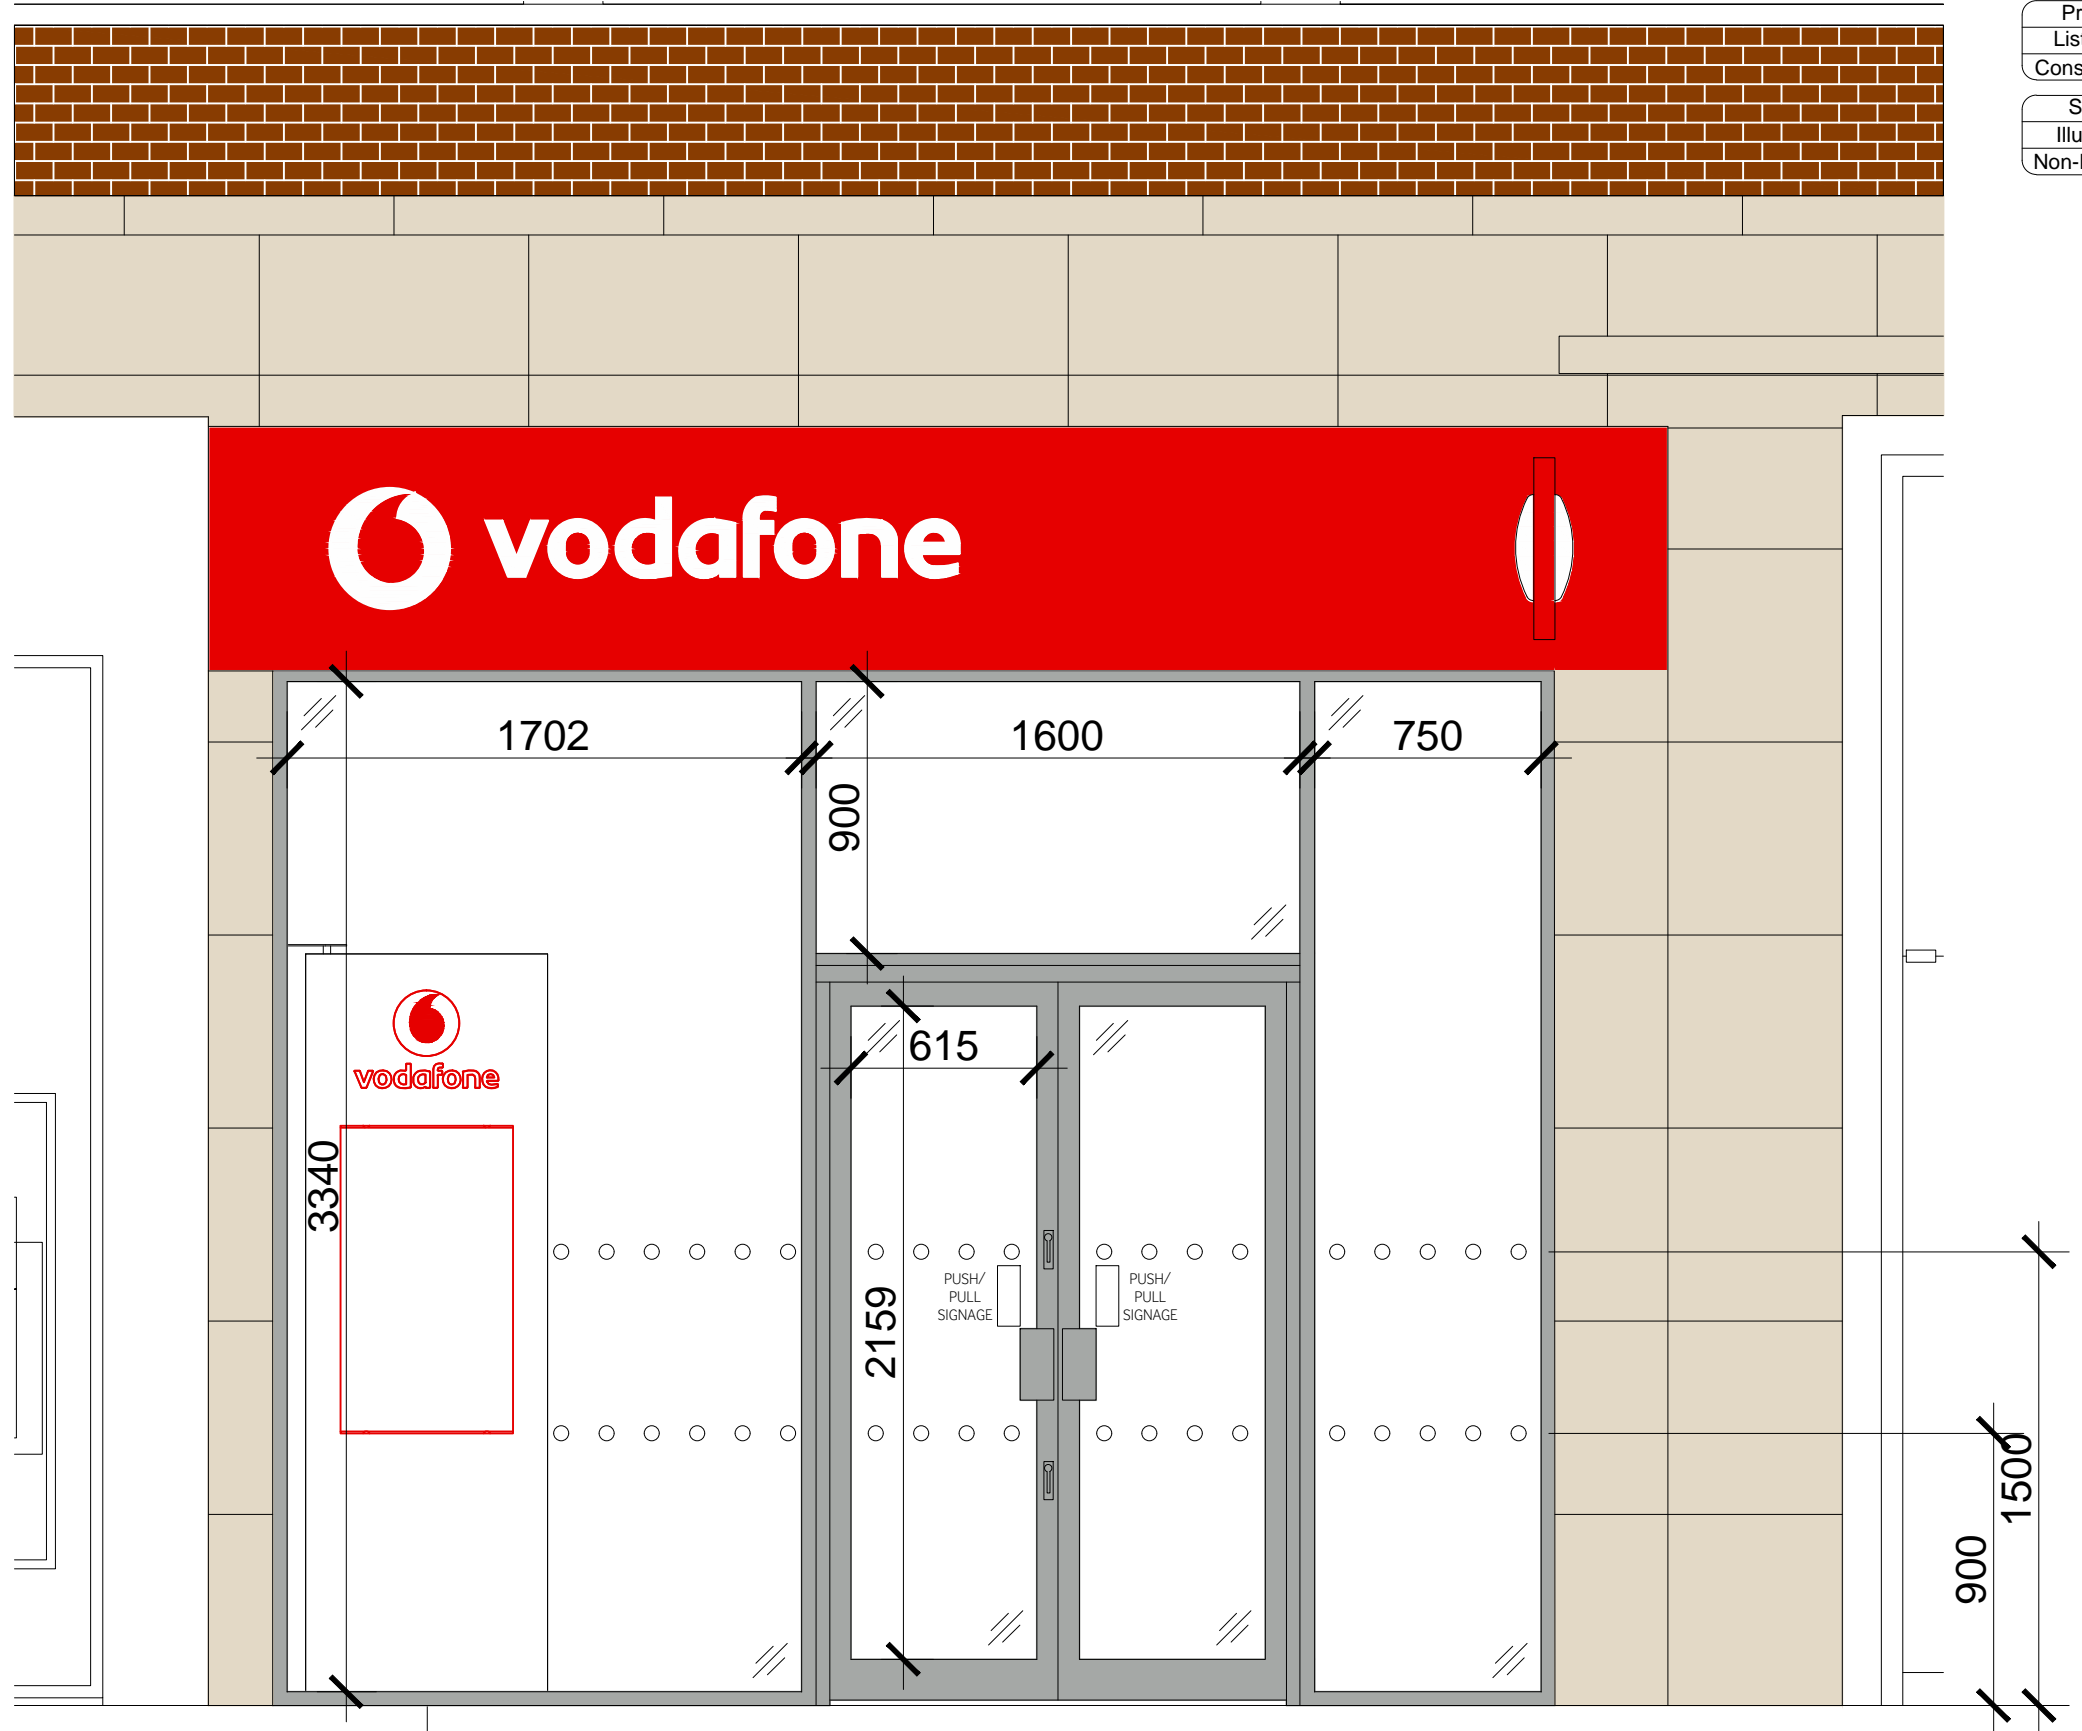 vodafone
1702
1600
750
900
615
vodafone
3340
2159
PUSH/
PULL
SIGNAGE
PUSH/
PULL
SIGNAGE
1500
900